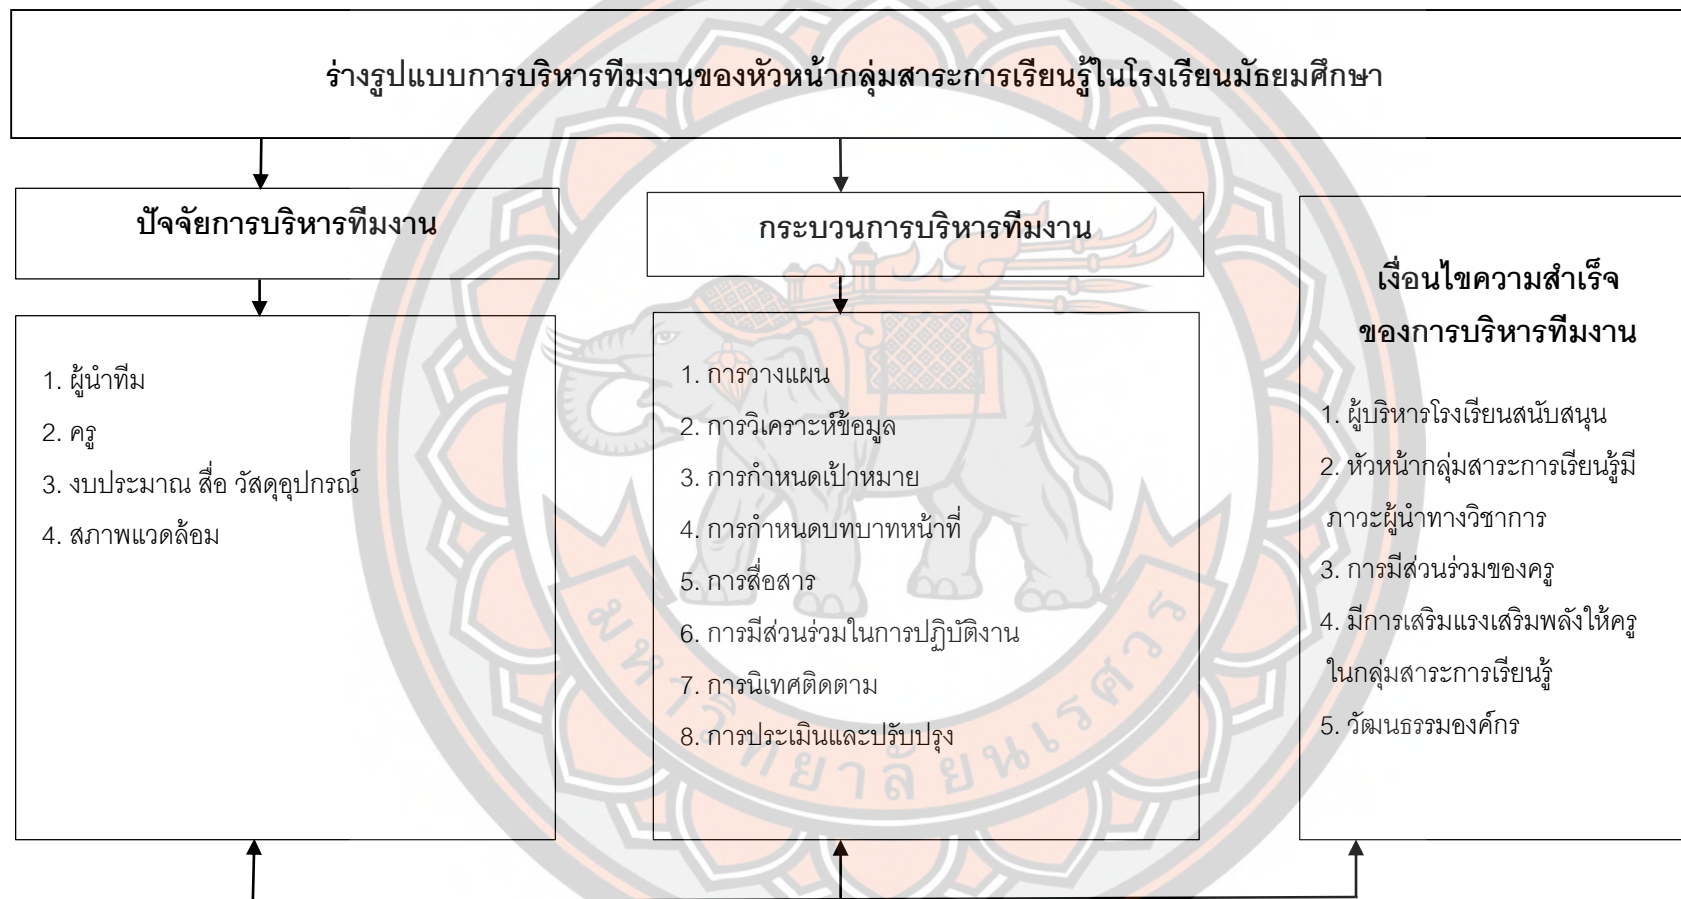 ร่างรูปแบบการบริหารทีมงานของหัวหน้ากลุ่มสาระการเรียนรู้ในโรงเรียนมัธยมศึกษา
ปัจจัยการบริหารทีมงาน
1. ผู้นำทีม
2. ครู
3. งบประมาณ สื่อ วัสดุอุปกรณ์
4. สภาพแวดล้อม
กระบวนการบริหารทีมงาน
1. การวางแผน
2. การวิเคราะห์ข้อมูล
3. การกำหนดเป้าหมาย
4. การกำหนดบทบาทหน้าที่
5. การสื่อสาร
6. การมีส่วนร่วมในการปฏิบัติงาน
7. การนิเทศติดตาม
8. การประเมินและปรับปรุง
เงื่อนไขความสำเร็จ
ของการบริหารทีมงาน
1. ผู้บริหารโรงเรียนสนับสนุน
2. หัวหน้ากลุ่มสาระการเรียนรู้มี
ภาวะผู้นำทางวิชาการ
3. การมีส่วนร่วมของครู
4. มีการเสริมแรงเสริมพลังให้ครู
ในกลุ่มสาระการเรียนรู้
5. วัฒนธรรมองค์กร
มหาวิทยาลัยนเรศวร